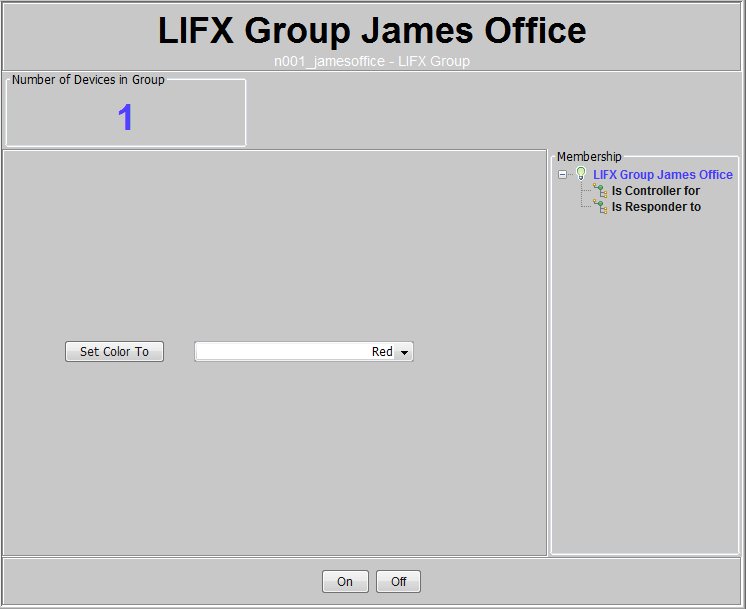 LIFX Group James Office
n001_jamesoffice - LIFX Group
Number of Devices in Group
1
Membership
LIFX Group James Office
Is Controller for
Is Responder to
Set Color To
Red
On
Off